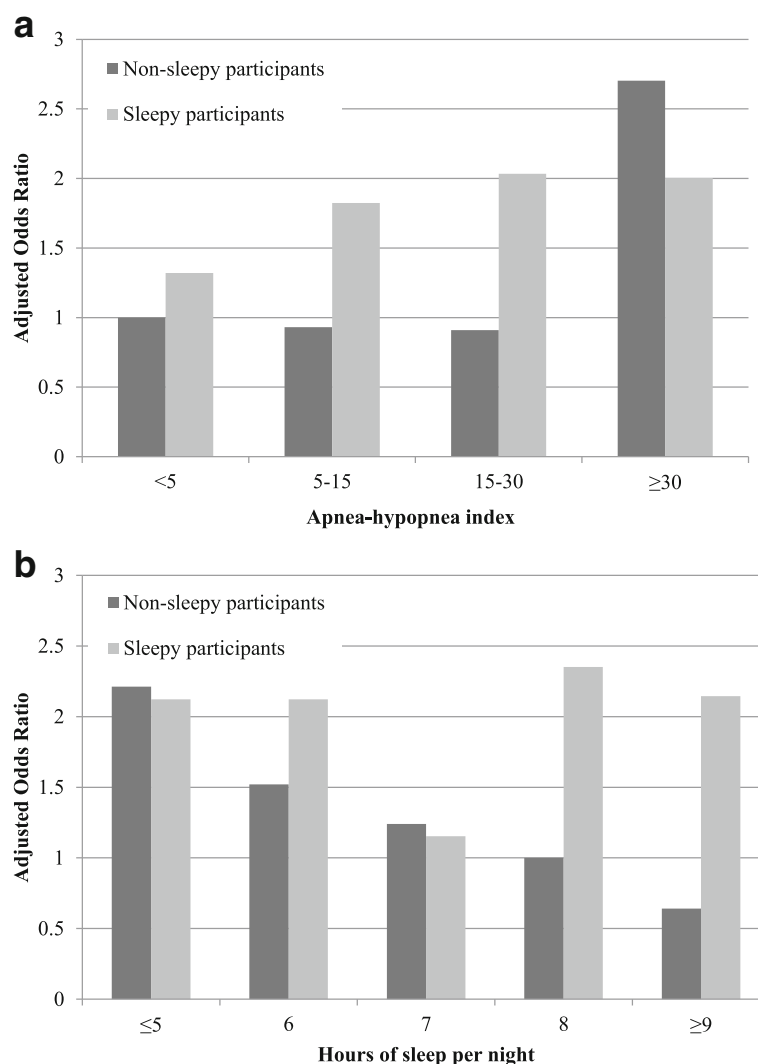 a
3
Non-sleepy participants
2.5
Sleepy participants
2
1.5
1
0.5
0
Adjusted Odds Ratio
<5
5-15
15-30
≥30
Apnea-hypopnea index
b
3
Non-sleepy participants
2.5
Sleepy participants
2
1.5
1
0.5
0
Adjusted Odds Ratio
≤5
6
7
8
≥9
Hours of sleep per night